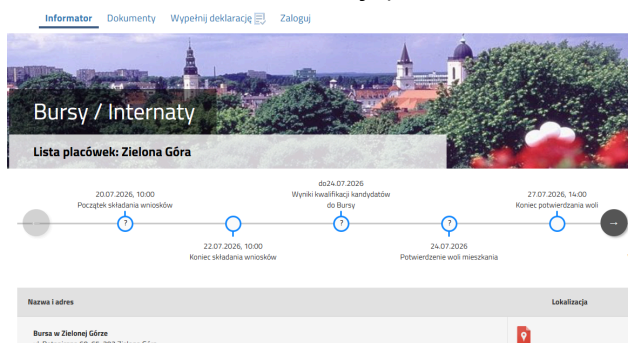 Informator Dokumenty Wypełnij deklarację Zaloguj
Bursy / Internaty
Lista placówek: Zielona Góra
20.07.2026, 10:00
Początek składania wniosków
?
22.07.2026, 10:00
Koniec składania wniosków
do24.07.2026
Wyniki kwalifikacji kandydatów
do Bursy
?
24.07.2026
Potwierdzenie woli mieszkania
?
27.07.2026, 14:00
Koniec potwierdzania woli
→
Nazwa i adres Lokalizacja
Bursa w Zielonej Górze